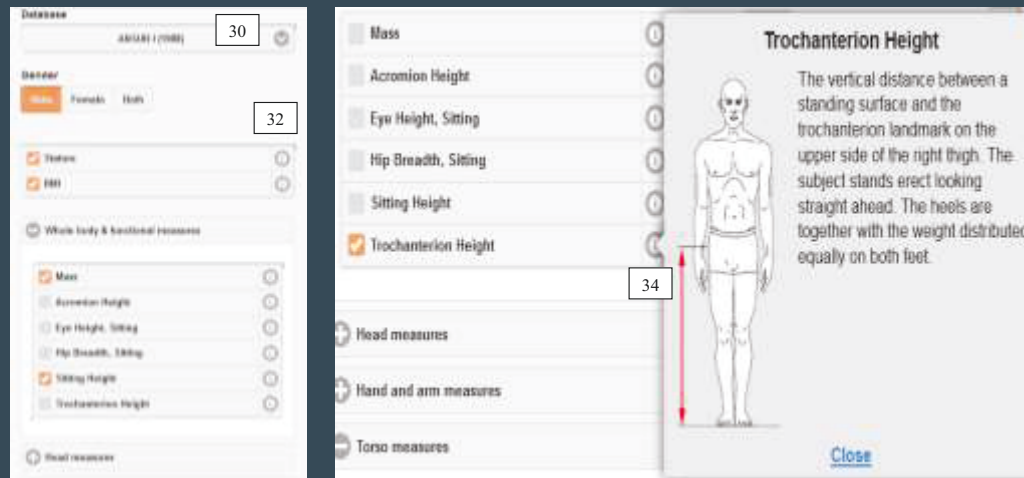 Database
30
Gender
Male Female Both
32
Stature
BMI
Whole body & functional measures
Mass
Acromion Height
Eye Height, Sitting
Hip Breadth, Sitting
Sitting Height
Trochanterion Height
Head measures
Mass
Acromion Height
Eye Height, Sitting
Hip Breadth, Sitting
Sitting Height
Trochanterion Height
34
Head measures
Hand and arm measures
Torso measures
Trochanterion Height
The vertical distance between a
standing surface and the
trochanterion landmark on the
upper side of the right thigh. The
subject stands erect looking
straight ahead. The heels are
together with the weight distributed
equally on both feet.
Close